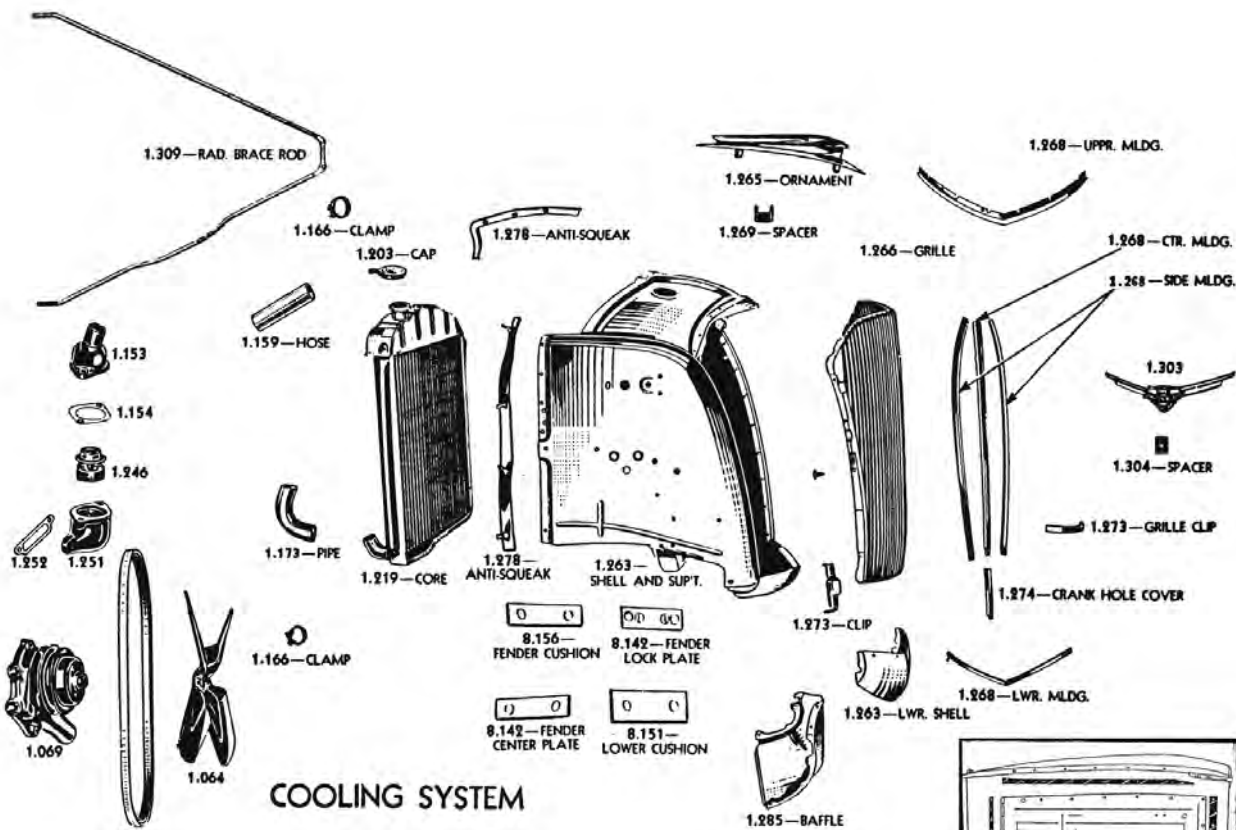 1.309—RAD. BRACE ROD
1.166—CLAMP
1.203—CAP
1.278—ANTI-SQUEAK
1.265—ORNAMENT
1.269—SPACER
1.268—UPPR. MLDG.
1.266—GRILLE
1.268—CTR. MLDG.
1.268—SIDE MLDG.
1.153
1.159—HOSE
1.154
1.303
1.246
1.304—SPACER
1.252
1.251
1.173—PIPE
1.219—CORE
1.278—
ANTI-SQUEAK
1.263—
SHELL AND SUP'T.
1.273—GRILLE CLIP
1.274—CRANK HOLE COVER
1.273—CLIP
8.156—
FENDER CUSHION
8.142—FENDER
LOCK PLATE
1.166—CLAMP
1.069
1.064
8.142—FENDER
CENTER PLATE
8.151—
LOWER CUSHION
1.263—LWR. SHELL
1.268—LWR. MLDG.
COOLING SYSTEM
1.285—BAFFLE